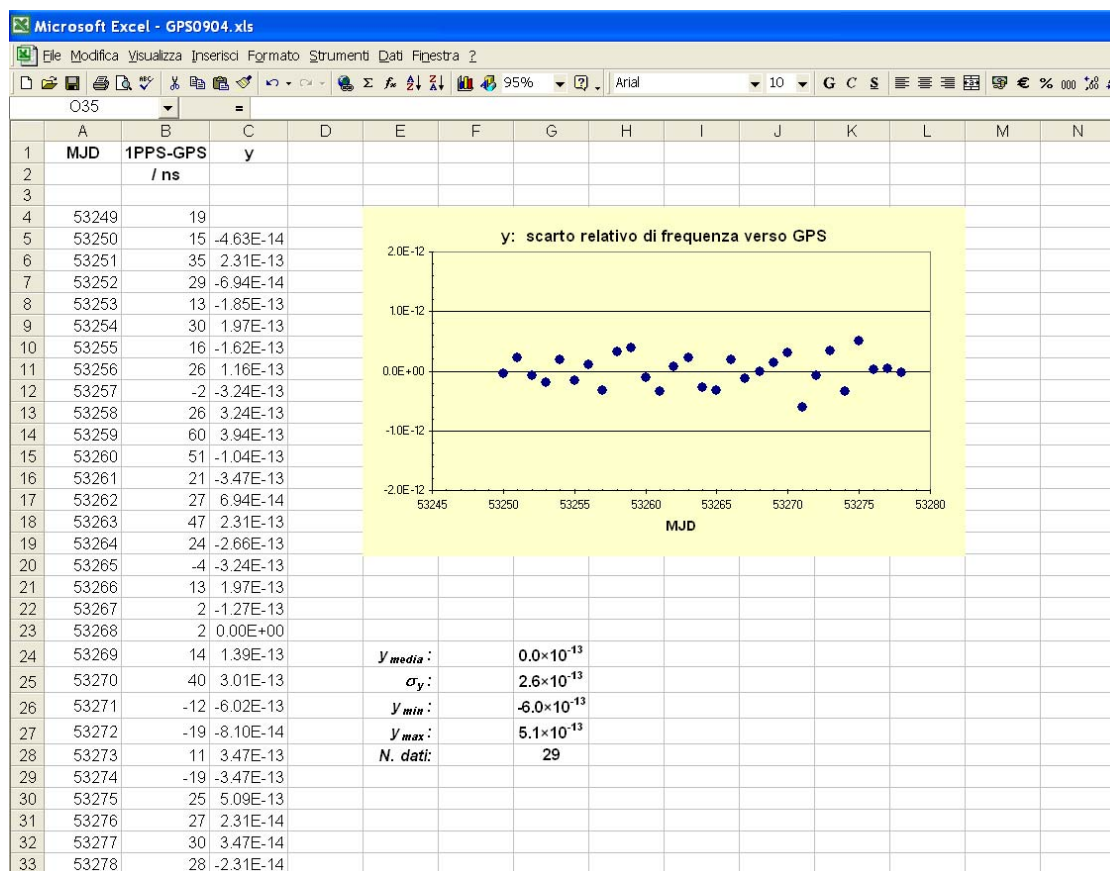 Microsoft Excel - GPS0904.xls
File Modifica Visualizza Inserisci Formato Strumenti Dati Finestra ?
95% Arial 10 G C S € % 000
O35 =
A B C D E F G H I J K L M N
1 MJD 1PPS-GPS y
2 / ns
3
4 53249 19
5 53250 15 -4.63E-14
6 53251 35 2.31E-13
7 53252 29 -6.94E-14
8 53253 13 -1.85E-13
9 53254 30 1.97E-13
10 53255 16 -1.62E-13
11 53256 26 1.16E-13
12 53257 -2 -3.24E-13
13 53258 26 3.24E-13
14 53259 60 3.94E-13
15 53260 51 -1.04E-13
16 53261 21 -3.47E-13
17 53262 27 6.94E-14
18 53263 47 2.31E-13
19 53264 24 -2.66E-13
20 53265 -4 -3.24E-13
21 53266 13 1.97E-13
22 53267 2 -1.27E-13
23 53268 2 0.00E+00
24 53269 14 1.39E-13 y media : 0.0×10⁻¹³
25 53270 40 3.01E-13 σy : 2.6×10⁻¹³
26 53271 -12 -6.02E-13 y min : -6.0×10⁻¹³
27 53272 -19 -8.10E-14 y max : 5.1×10⁻¹³
28 53273 11 3.47E-13 N. dati: 29
29 53274 -19 -3.47E-13
30 53275 25 5.09E-13
31 53276 27 2.31E-14
32 53277 30 3.47E-14
33 53278 28 -2.31E-14
y: scarto relativo di frequenza verso GPS
2.0E-12
1.0E-12
0.0E+00
-1.0E-12
-2.0E-12
53245 53250 53255 53260 53265 53270 53275 53280
MJD